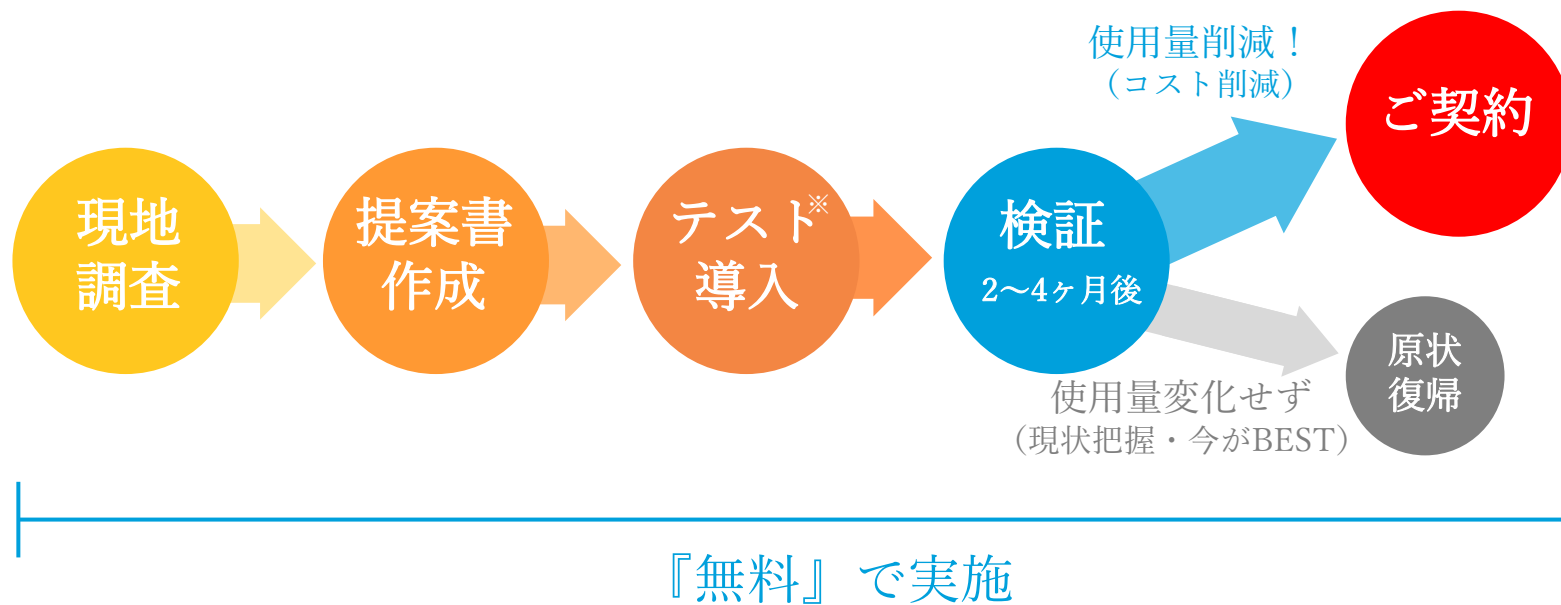 現地
調査
提案書
作成
テスト※
導入
検証
2〜4ヶ月後
使用量削減！
（コスト削減）
ご契約
使用量変化せず
（現状把握・今がBEST）
原状
復帰
『無料』で実施